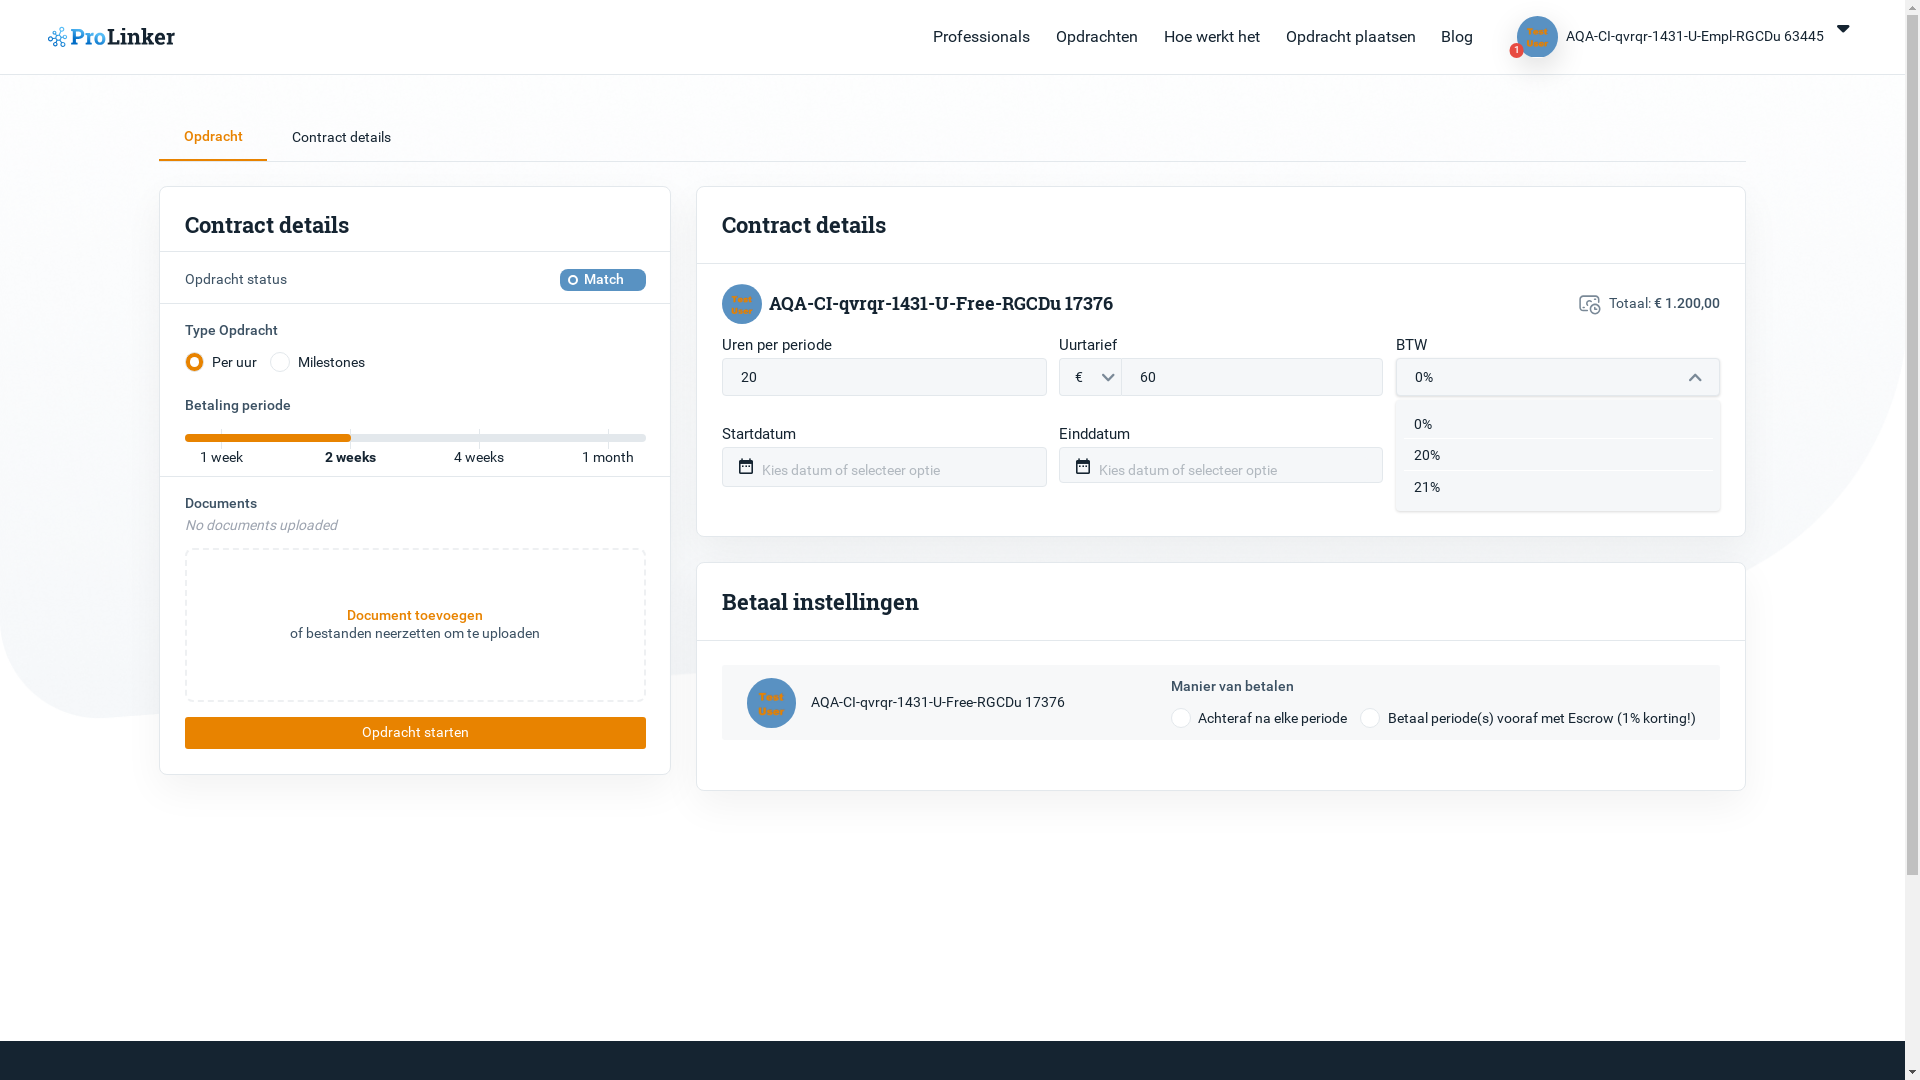 ProLinker
Professionals Opdrachten Hoe werkt het Opdracht plaatsen Blog
1 Test User AQA-CI-qvrqr-1431-U-Empl-RGCDu 63445
Opdracht Contract details
Contract details
Opdracht status Match
Type Opdracht
Per uur Milestones
Betaling periode
1 week 2 weeks 4 weeks 1 month
Documents
No documents uploaded
Document toevoegen
of bestanden neerzetten om te uploaden
Opdracht starten
Contract details
Test User AQA-CI-qvrqr-1431-U-Free-RGCDu 17376 Totaal: € 1.200,00
Uren per periode Uurtarief BTW
20 € 60 0%
0%
20%
21%
Startdatum Einddatum
Kies datum of selecteer optie Kies datum of selecteer optie
Betaal instellingen
Test User AQA-CI-qvrqr-1431-U-Free-RGCDu 17376
Manier van betalen
Achteraf na elke periode Betaal periode(s) vooraf met Escrow (1% korting!)